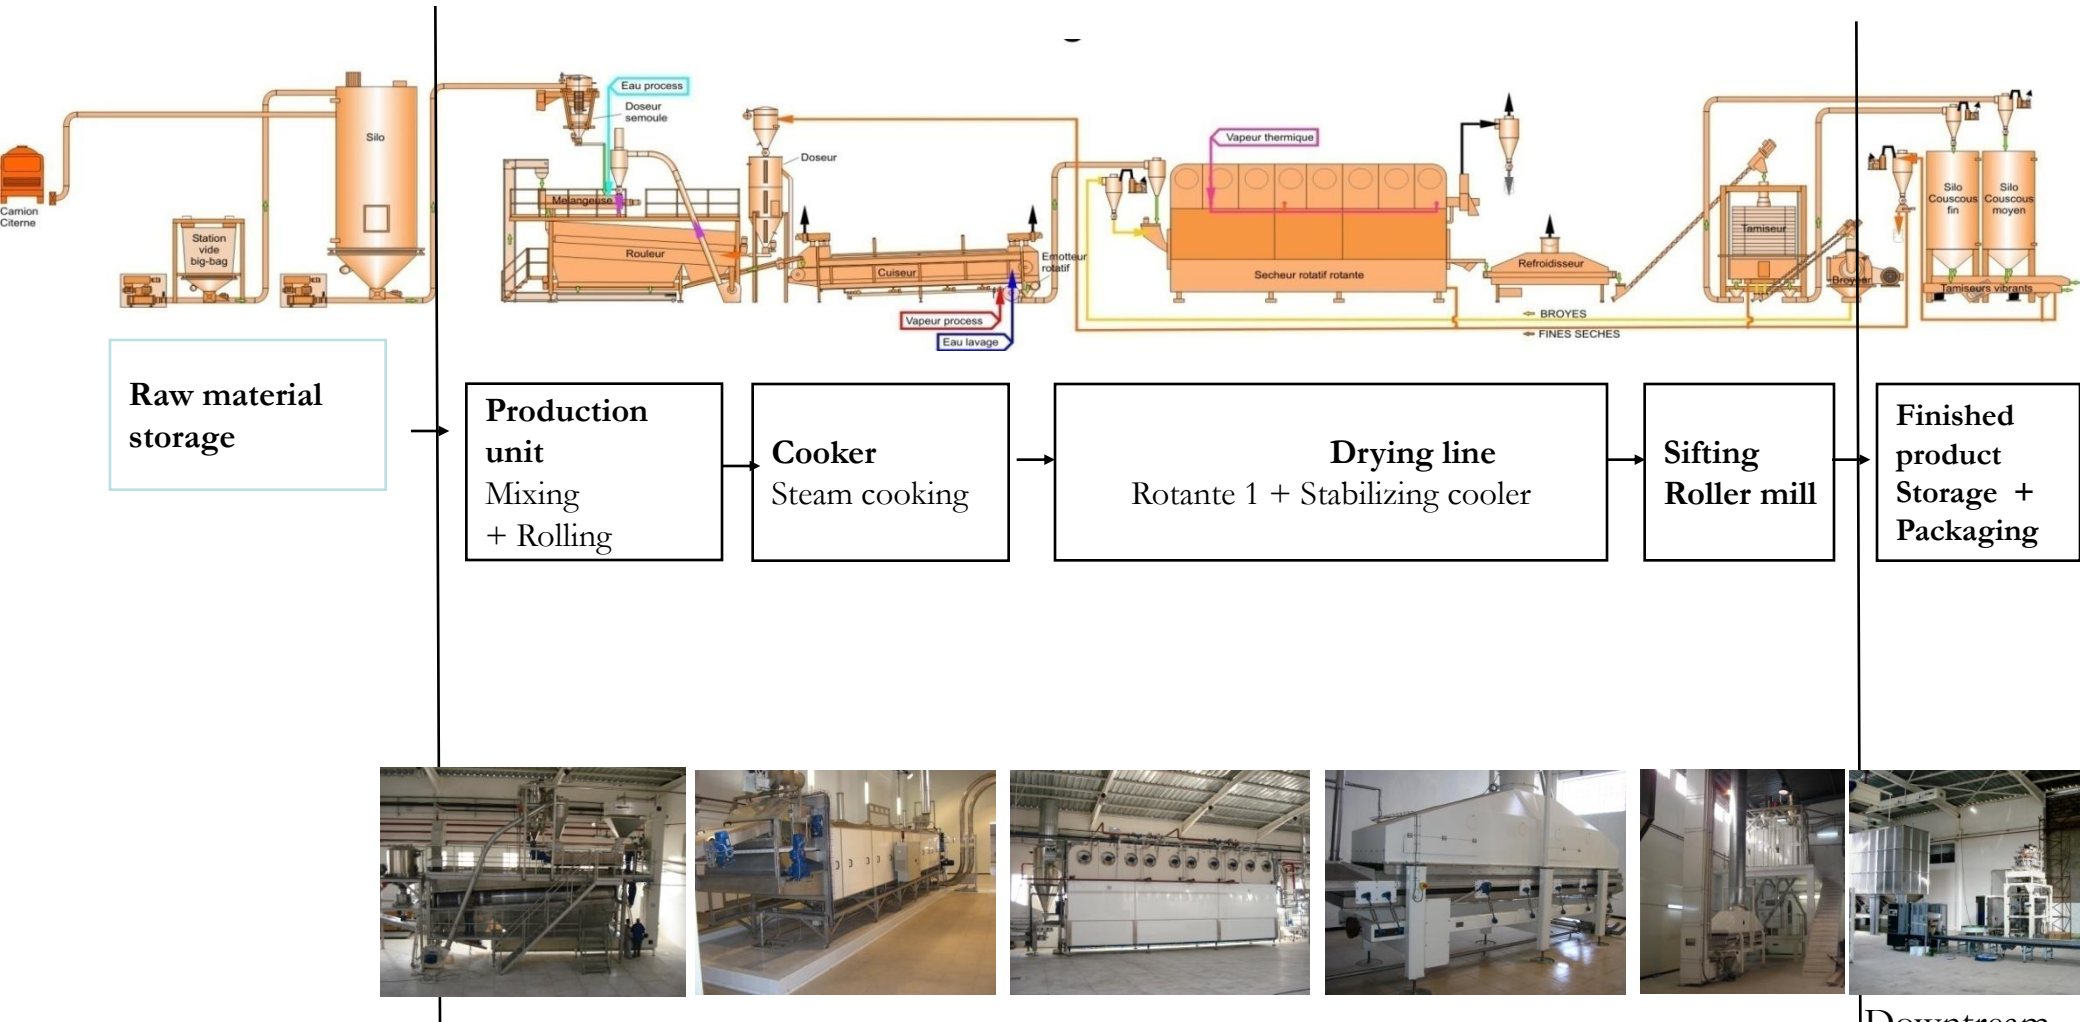 Eau process
Doseur
semoule
Silo
Camion
Citerne
Station
vide
big-bag
Melangeuse
Rouleur
Doseur
Cuiseur
Emotteur
rotatif
Vapeur process
Eau lavage
Vapeur thermique
Secheur rotatif rotante
Refroidisseur
Tamiseur
Broyeur
Silo
Couscous
fin
Silo
Couscous
moyen
Tamiseurs vibrants
BROYES
FINES SECHES
Raw material
storage
Production
unit
Mixing
+ Rolling
Cooker
Steam cooking
Drying line
Rotante 1 + Stabilizing cooler
Sifting
Roller mill
Finished
product
Storage +
Packaging